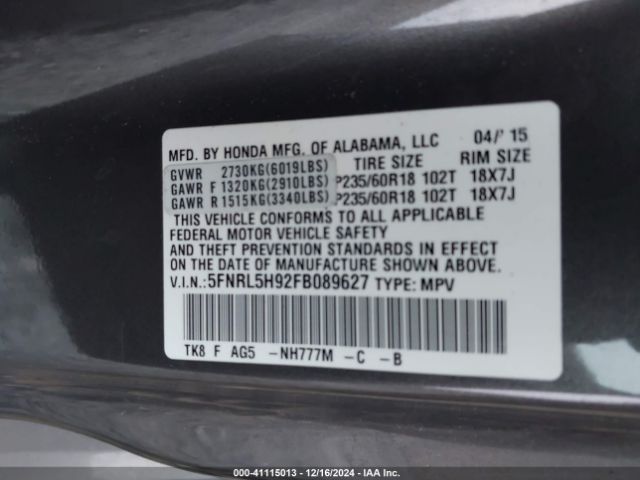 MFD. BY HONDA MFG. OF ALABAMA, LLC 04/' 15
GVWR 2730KG(6019LBS) TIRE SIZE RIM SIZE
GAWR F 1320KG(2910LBS) P235/60R18 102T 18X7J
GAWR R 1515KG(3340LBS) P235/60R18 102T 18X7J
THIS VEHICLE CONFORMS TO ALL APPLICABLE
FEDERAL MOTOR VEHICLE SAFETY
AND THEFT PREVENTION STANDARDS IN EFFECT
ON THE DATE OF MANUFACTURE SHOWN ABOVE.
V.I.N.:5FNRL5H92FB089627 TYPE: MPV
TK8 F AG5 -NH777M -C -B
000-41115013 - 12/16/2024 - IAA Inc.